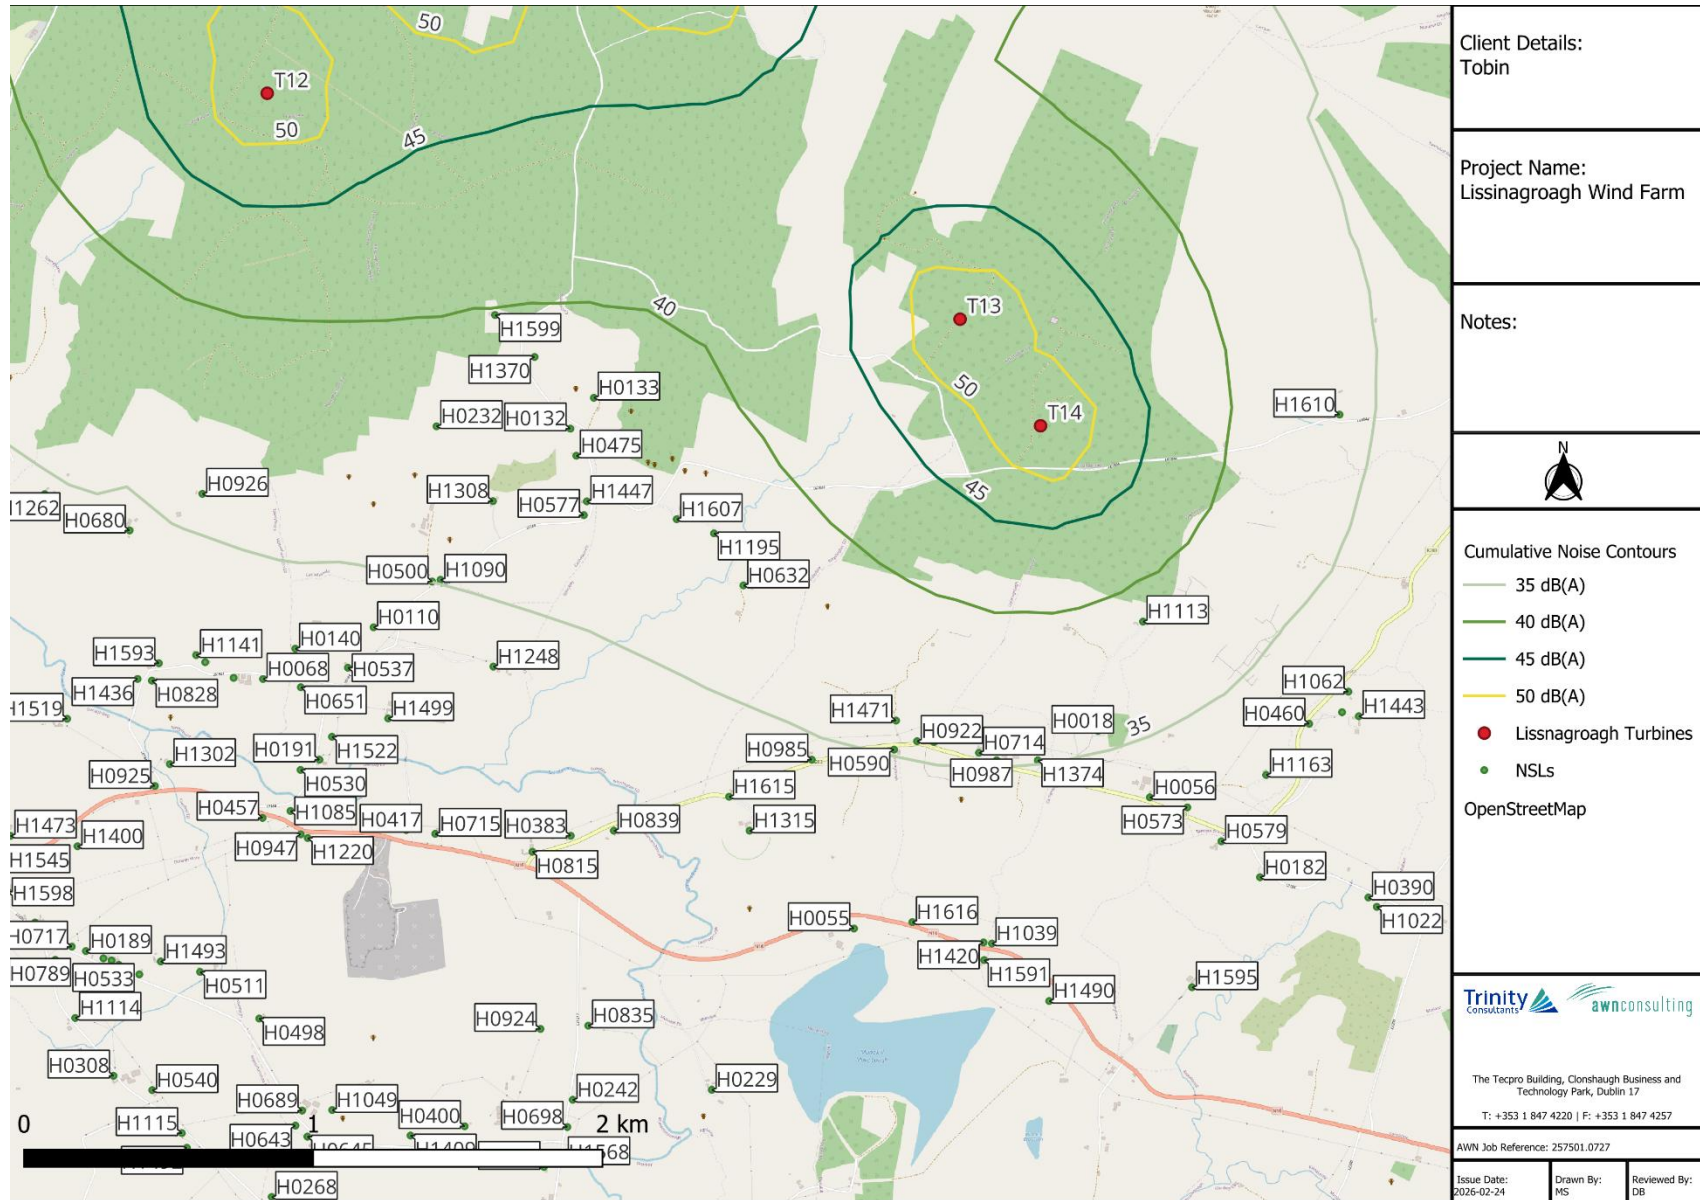 50
T12
50
45
40
T13
50
T14
45
35
H1599
H1370
H0133
H0232
H0132
H0475
H1610
H0926
H1308
H1447
H0577
H1262
H0680
H1607
H1195
H0632
H0500
H1090
H0110
H1113
H0140
H1141
H1593
H0068
H0537
H1248
H1436
H0828
H0651
H1499
H1519
H1062
H1471
H0018
H0460
H1443
H0922
H0714
H0191
H1522
H1302
H0985
H0590
H0987
H1374
H1163
H0925
H0530
H1615
H0056
H0457
H1085
H0417
H0715
H0383
H0839
H1315
H0573
H0579
H1473
H1400
H0947
H1220
H1545
H0815
H0182
H1598
H0390
H1022
H0055
H1616
H0717
H0189
H1493
H1039
H1420
H0789
H0533
H0511
H1591
H1595
H1490
H1114
H0498
H0924
H0835
H0308
H0540
H0229
H0242
H0689
H1049
H0400
H0698
H1115
H0643
H0645
H0268
0
1
2 km
Client Details:
Tobin
Project Name:
Lissinagroagh Wind Farm
Notes:
N
Cumulative Noise Contours
35 dB(A)
40 dB(A)
45 dB(A)
50 dB(A)
Lissnagroagh Turbines
NSLs
OpenStreetMap
Trinity
Consultants
awnconsulting
The Tecpro Building, Clonshaugh Business and
Technology Park, Dublin 17
T: +353 1 847 4220 | F: +353 1 847 4257
AWN Job Reference: 257501.0727
Issue Date:
2026-02-24
Drawn By:
MS
Reviewed By:
DB